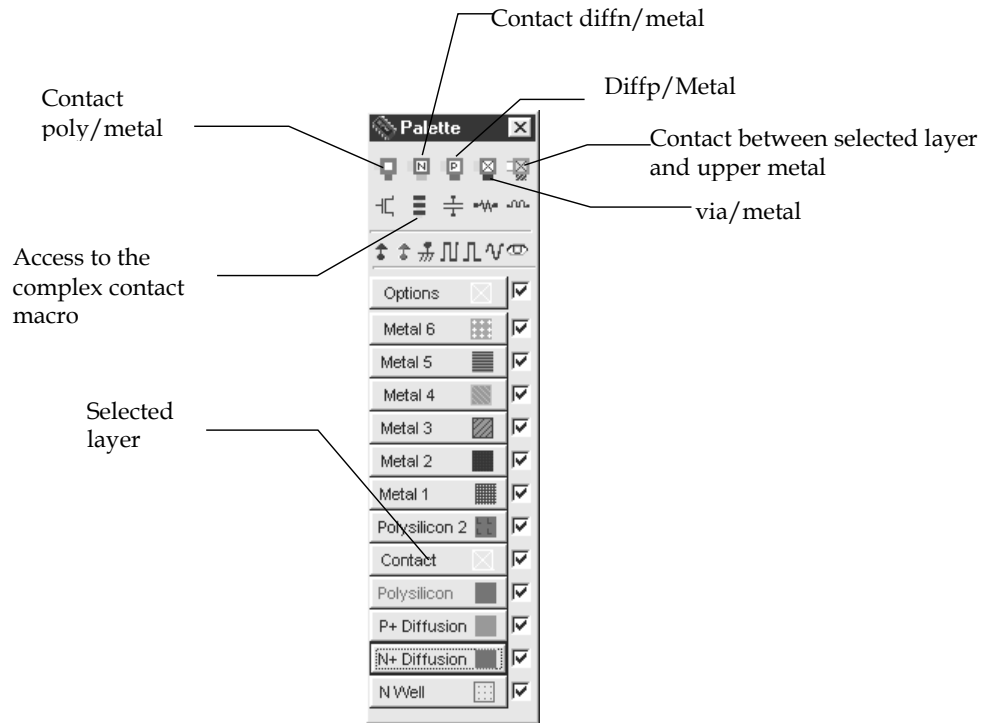 Contact diffn/metal
Diffp/Metal
Contact
poly/metal
Palette
Contact between selected layer
and upper metal
N
P
via/metal
Access to the
complex contact
macro
Options
Metal 6
Metal 5
Metal 4
Selected
layer
Metal 3
Metal 2
Metal 1
Polysilicon 2
Contact
Polysilicon
P+ Diffusion
N+ Diffusion
N Well